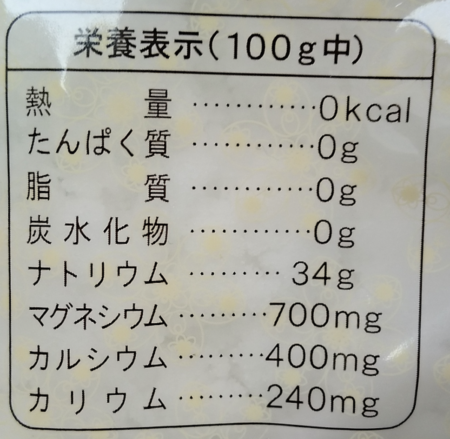 栄養表示(100g中)
熱量…………0kcal
たんぱく質…………0g
脂質…………0g
炭水化物…………0g
ナトリウム………34g
マグネシウム………700mg
カルシウム………400mg
カリウム………240mg